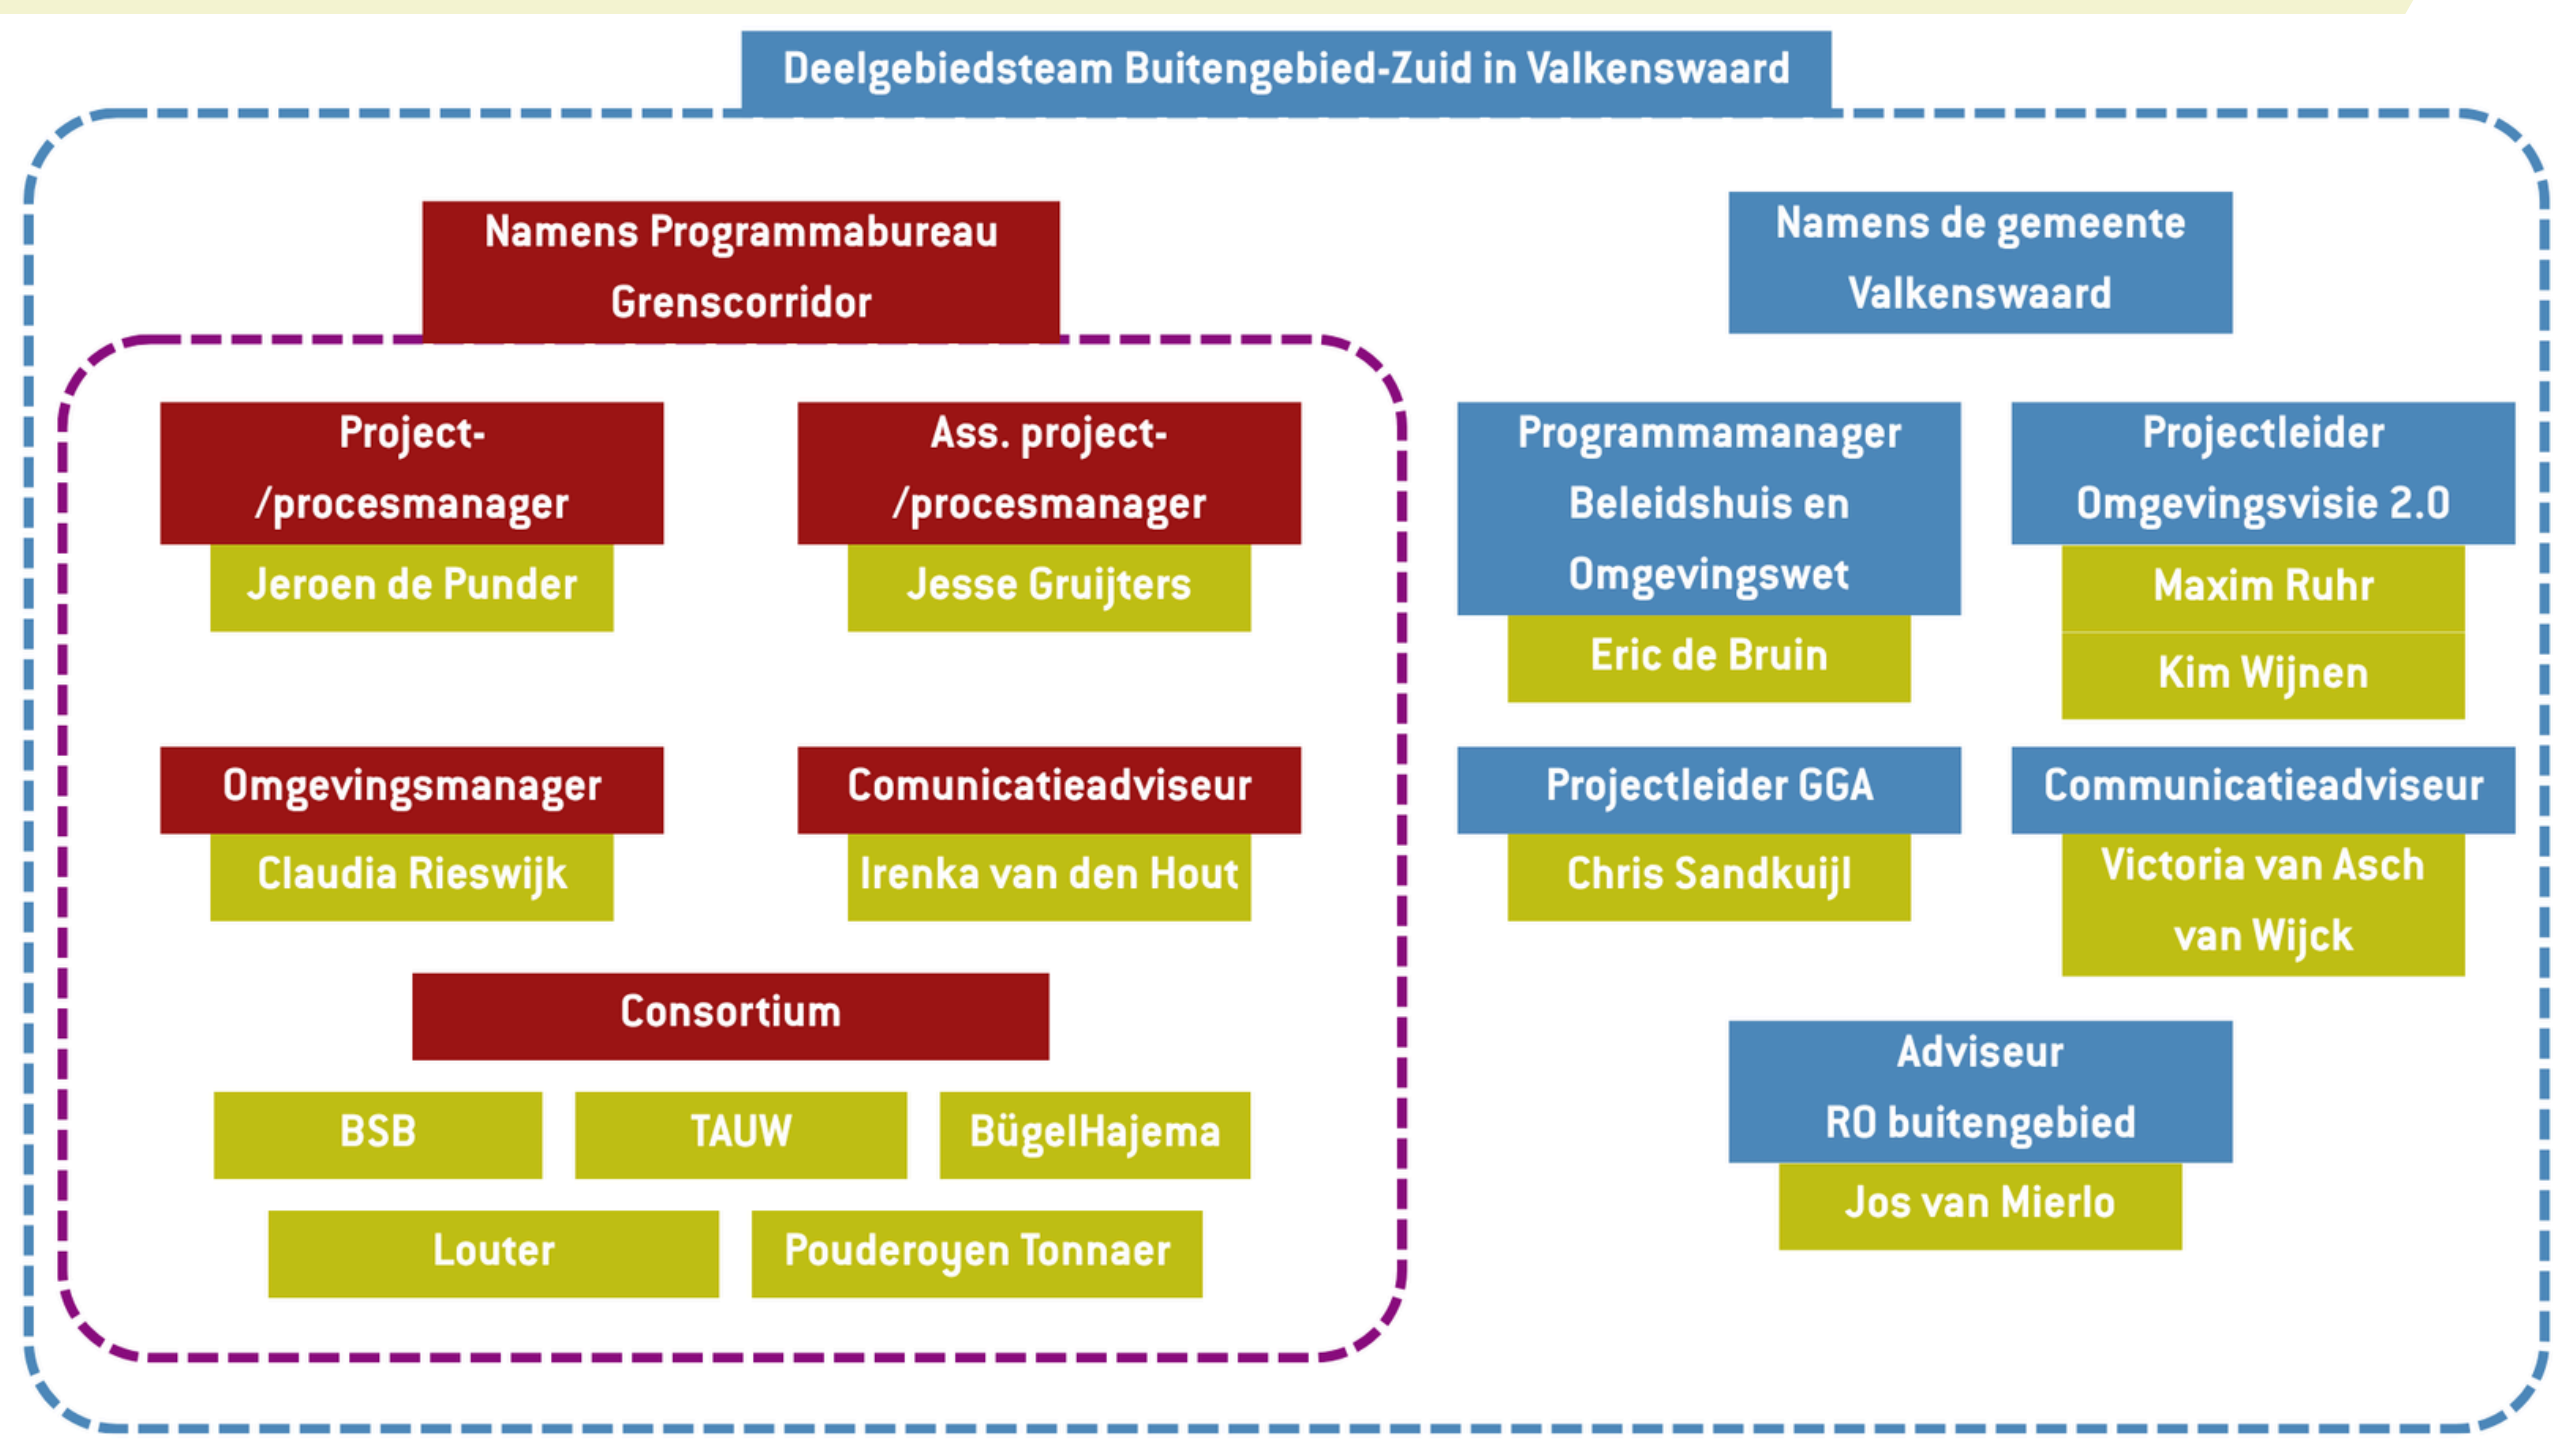 Deelgebiedsteam Buitengebied-Zuid in Valkenswaard
Namens Programmabureau
Grenscorridor
Project-
/procesmanager
Jeroen de Punder
Ass. project-
/procesmanager
Jesse Gruijters
Omgevingsmanager
Claudia Rieswijk
Comunicatieadviseur
Irenka van den Hout
Consortium
BSB
TAUW
BügelHajema
Louter
Pouderoyen Tonnaer
Namens de gemeente
Valkenswaard
Programmamanager
Beleidshuis en
Omgevingswet
Eric de Bruin
Projectleider
Omgevingsvisie 2.0
Maxim Ruhr
Kim Wijnen
Projectleider GGA
Chris Sandkuijl
Communicatieadviseur
Victoria van Asch
van Wijck
Adviseur
RO buitengebied
Jos van Mierlo